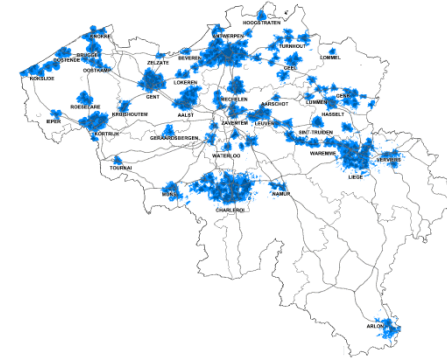 HOOGSTRATEN
KNOKKE
ANTWERPEN
BRUGGE
TURNHOUT
OOSTENDE
ZELZATE
BEVEREN
LOMMEL
OOSTKAMP
GEEL
KOKSIJDE
LOKEREN
GENT
GENK
MECHELEN
AARSCHOT
LUMMEN
ROESELARE
KRUISHOUTEM
AALST
HASSELT
IEPER
ZAVENTEM
LEUVEN
KORTRIJK
GERAARDSBERGEN
SINT-TRUIDEN
WATERLOO
WAREMME
VERVIERS
TOURNAI
LIEGE
MONS
NAMUR
CHARLEROI
ARLON